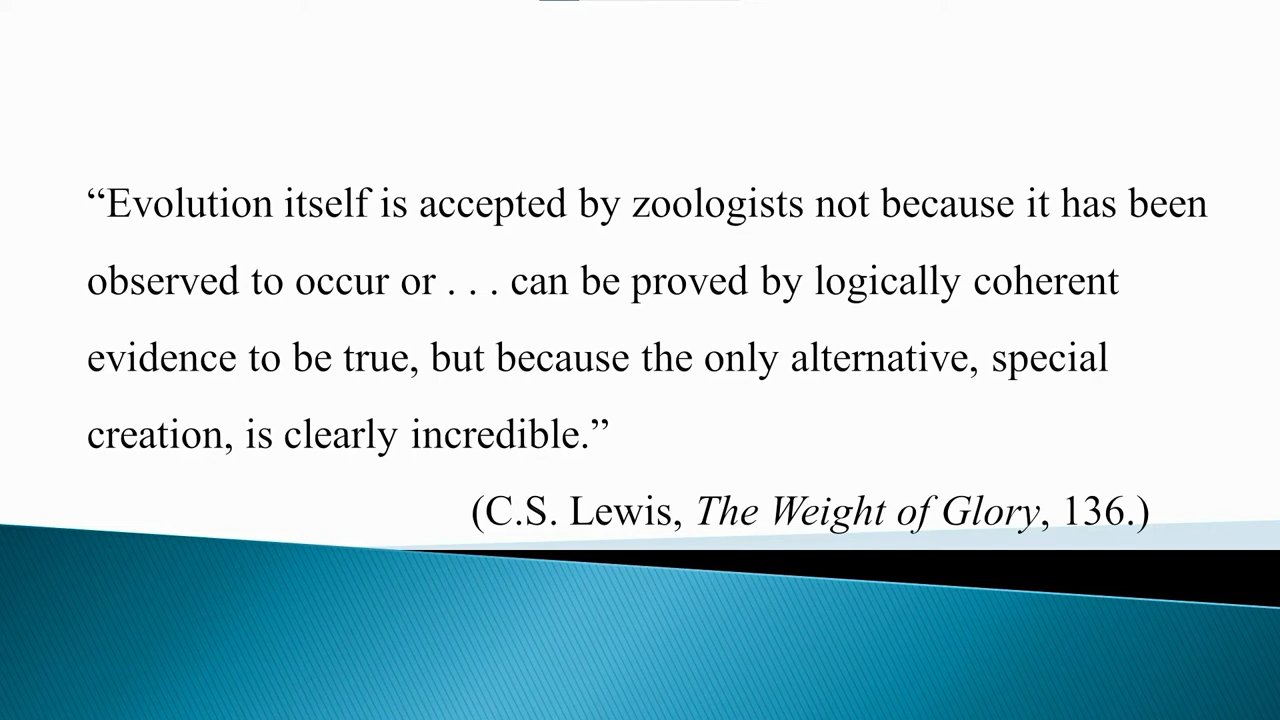 “Evolution itself is accepted by zoologists not because it has been
observed to occur or . . . can be proved by logically coherent
evidence to be true, but because the only alternative, special
creation, is clearly incredible.”
(C.S. Lewis, The Weight of Glory, 136.)